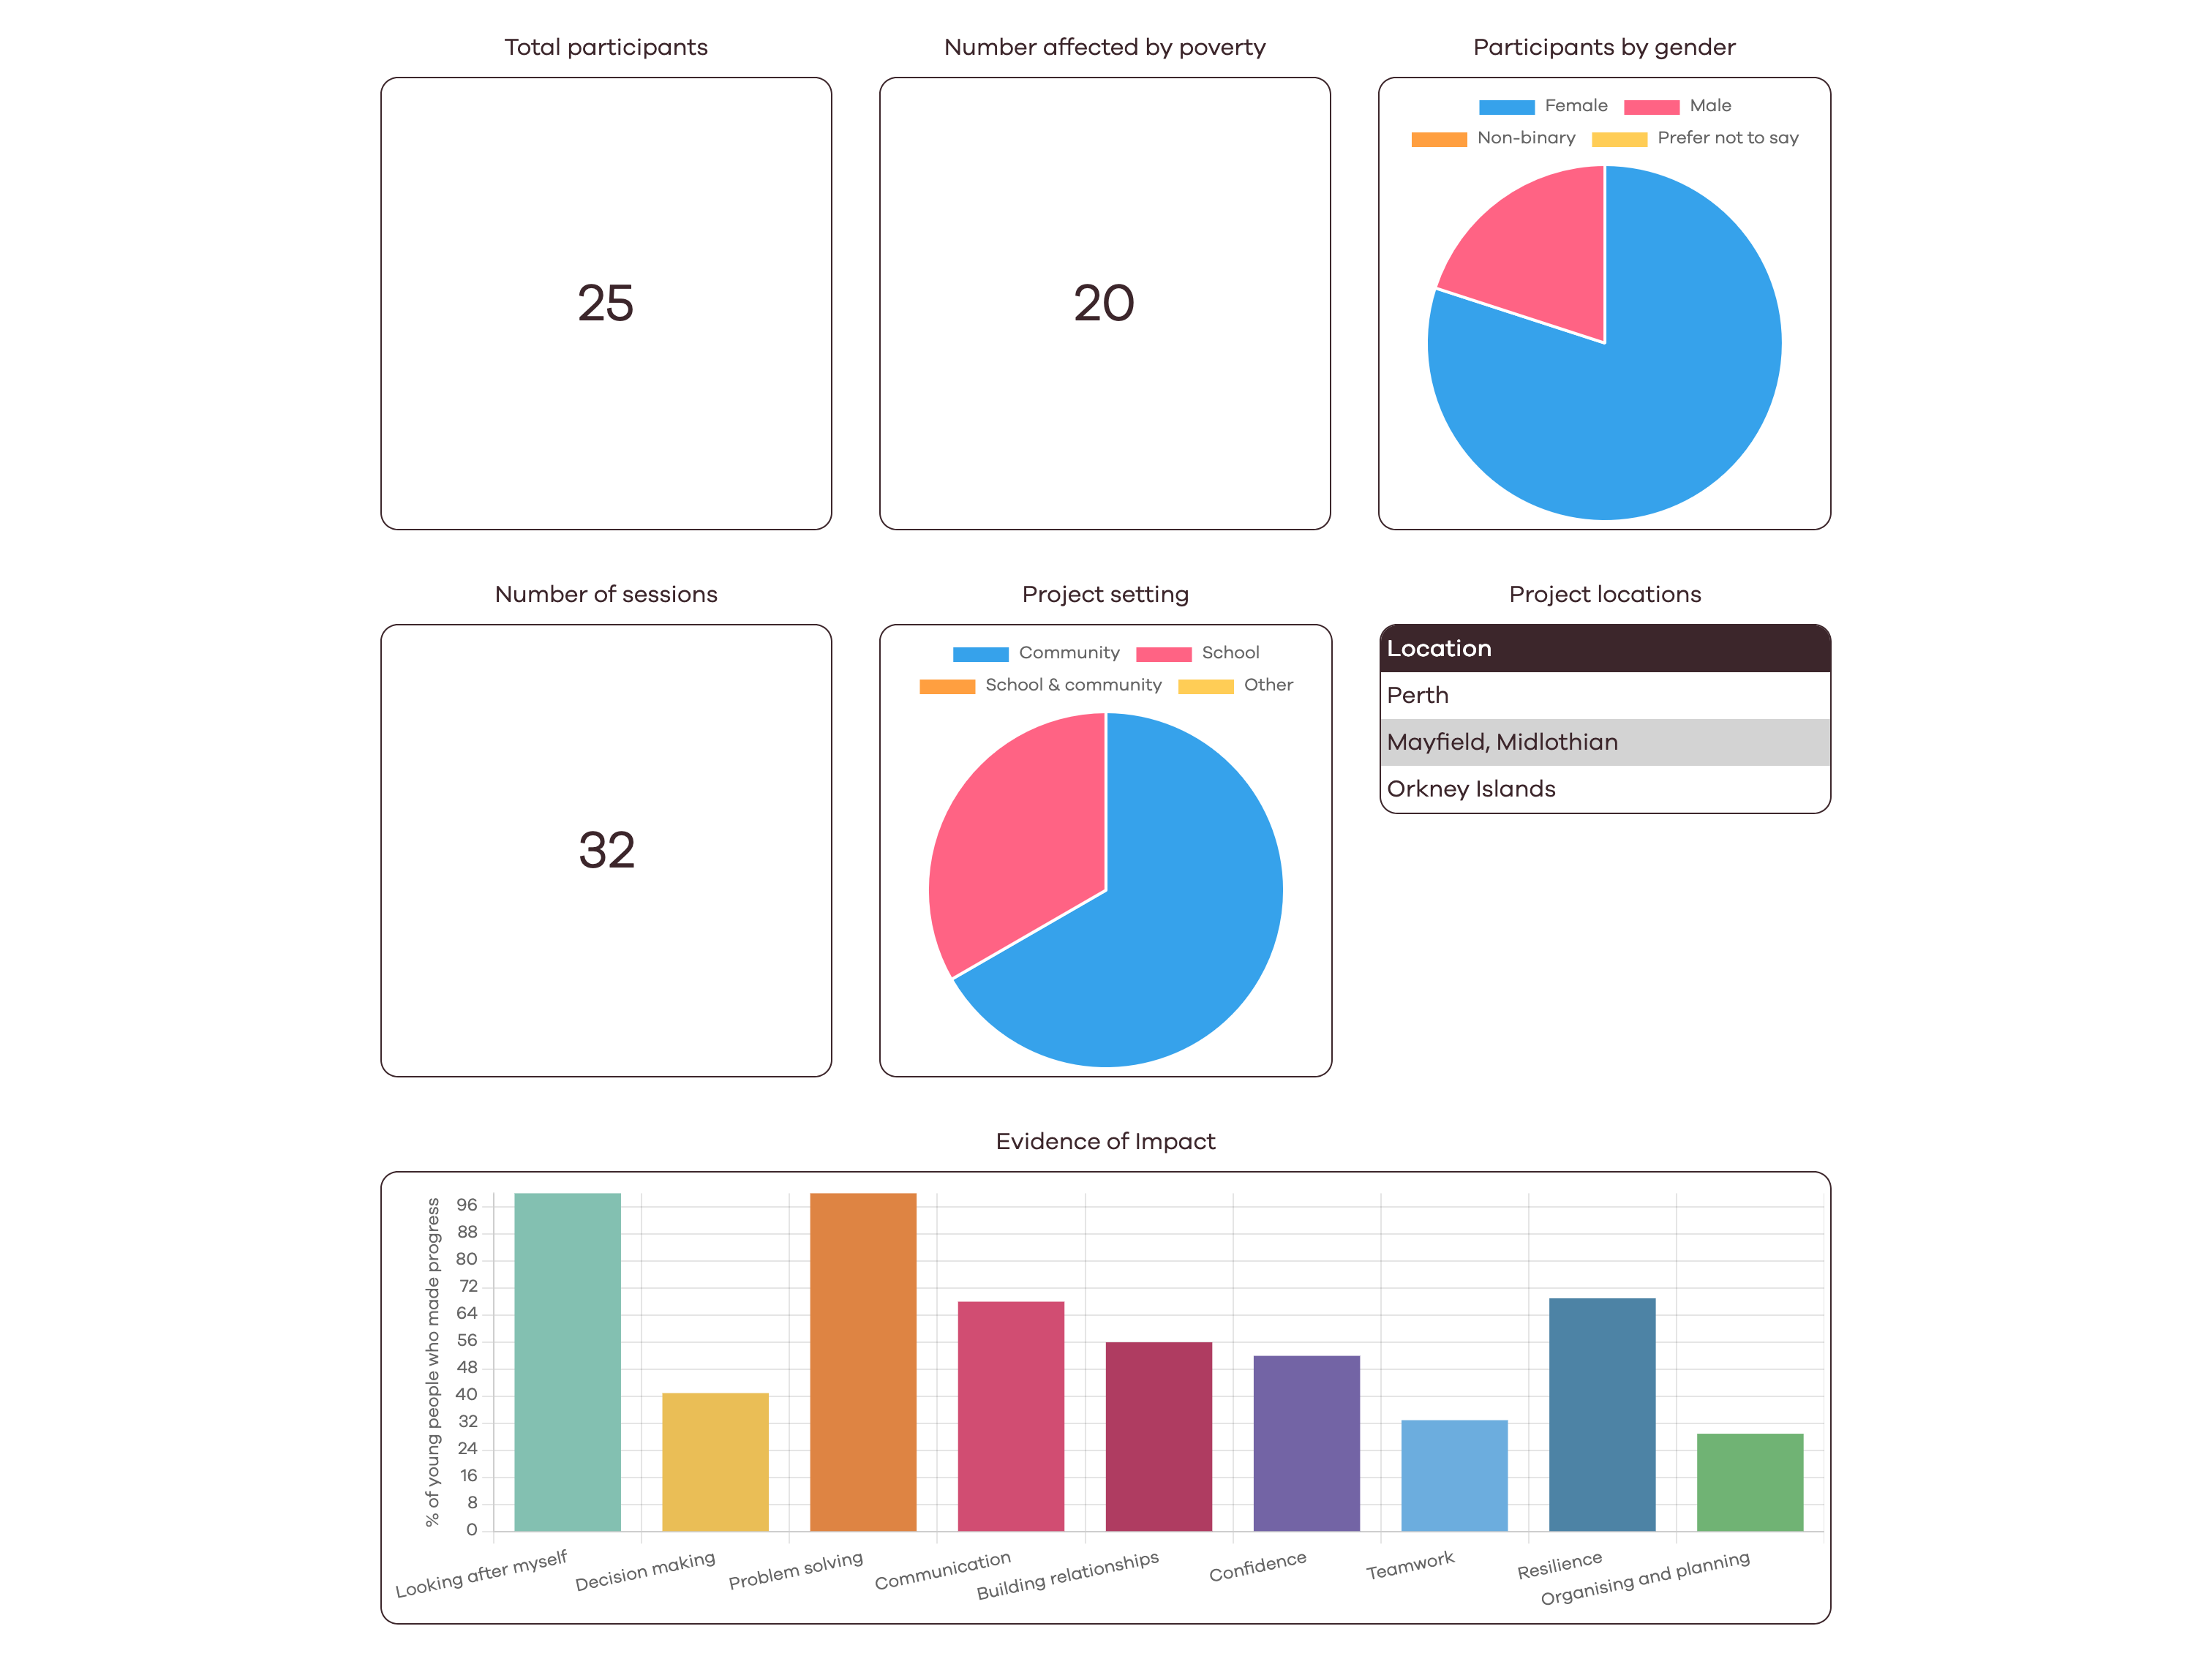 Total participants
Number affected by poverty
Participants by gender
25
20
Female
Male
Non-binary
Prefer not to say
Number of sessions
Project setting
Project locations
32
Community
School
School & community
Other
Location
Perth
Mayfield, Midlothian
Orkney Islands
Evidence of Impact
% of young people who made progress
96
88
80
72
64
56
48
40
32
24
16
8
0
Looking after myself
Decision making
Problem solving
Communication
Building relationships
Confidence
Teamwork
Resilience
Organising and planning